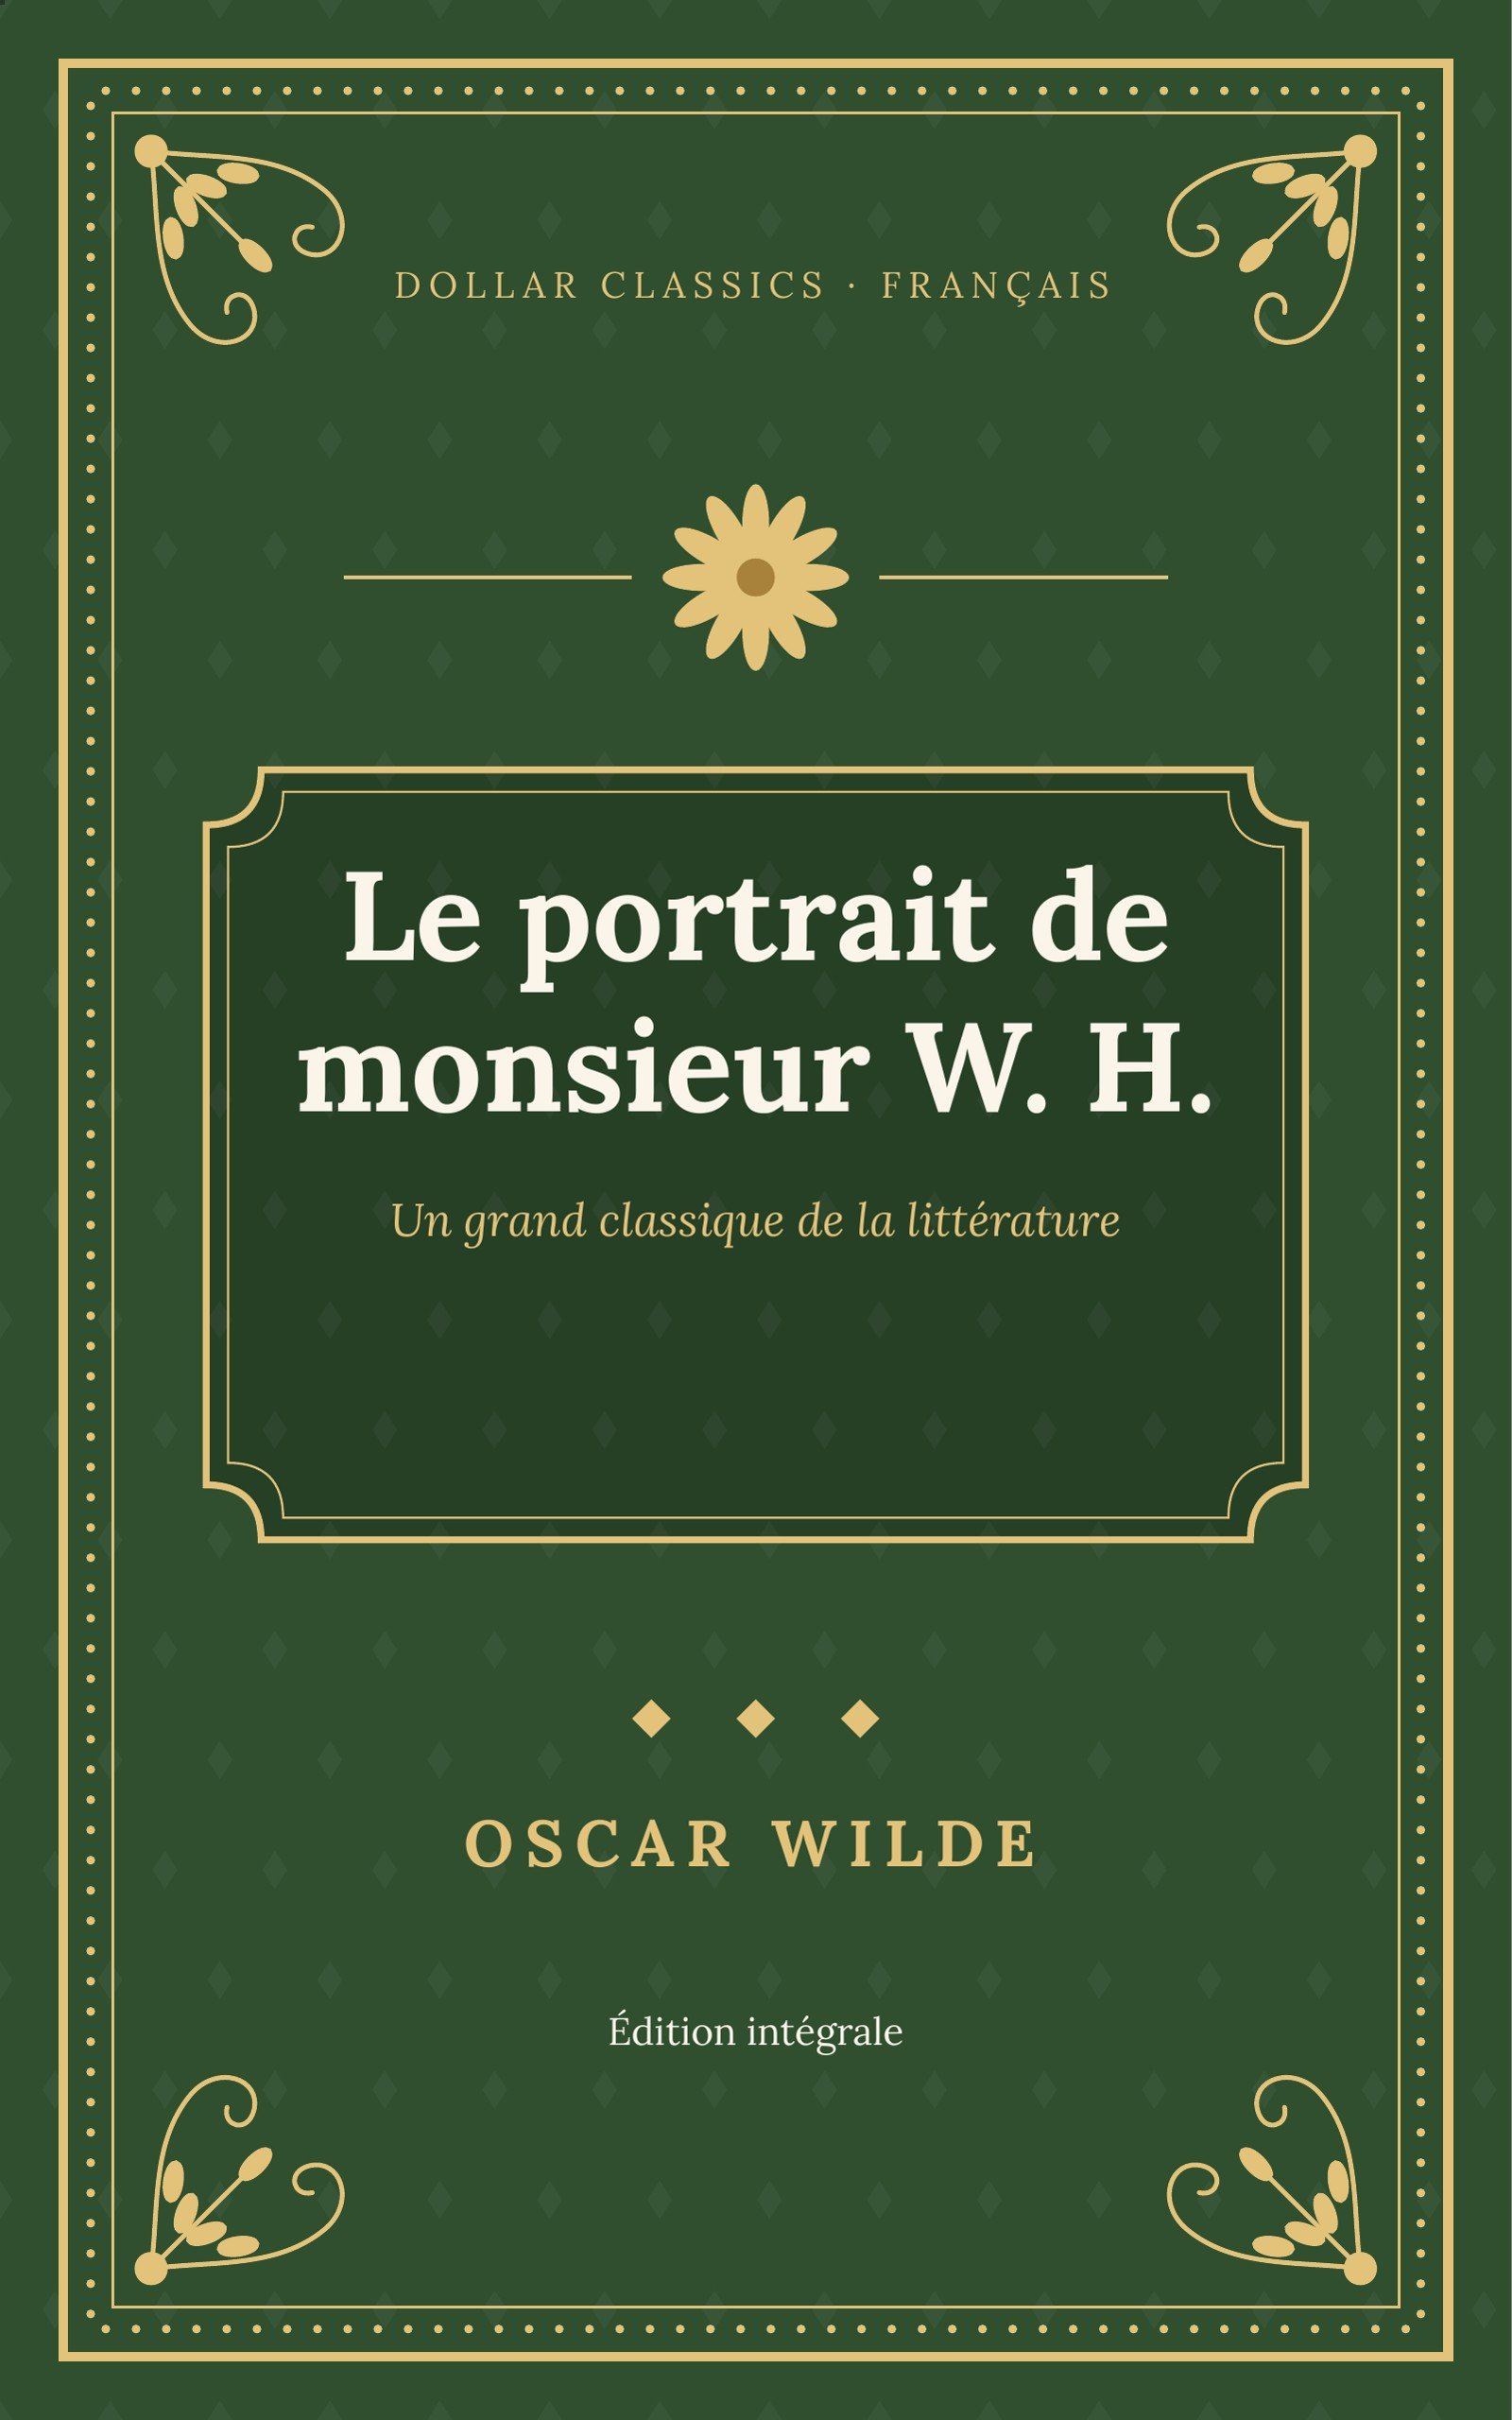 DOLLAR CLASSICS · FRANÇAIS
Le portrait de
monsieur W. H.
Un grand classique de la littérature
OSCAR WILDE
Édition intégrale